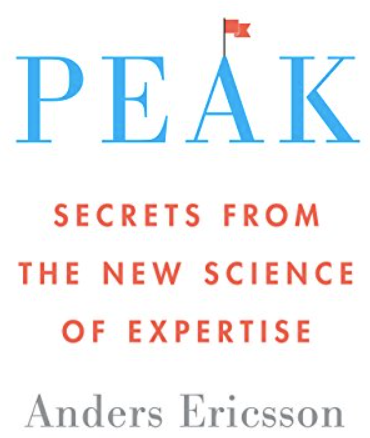 PEAK
SECRETS FROM
THE NEW SCIENCE
OF EXPERTISE
Anders Ericsson